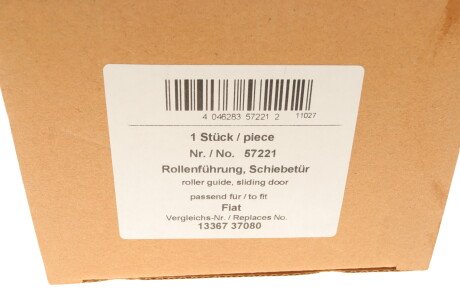 4 046283 57221 2 11027
1 Stück / piece
Nr. / No. 57221
Rollenführung, Schiebetür
roller guide, sliding door
passend für / to fit
Fiat
Vergleichs-Nr. / Replaces No.
13367 37080